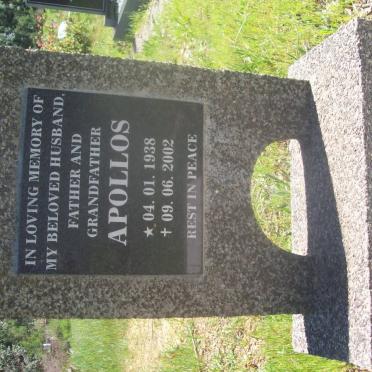 IN LOVING MEMORY OF
MY BELOVED HUSBAND,
FATHER AND
GRANDFATHER
APOLLOS
★ 04. 01. 1938
✝ 09. 06. 2002
REST IN PEACE